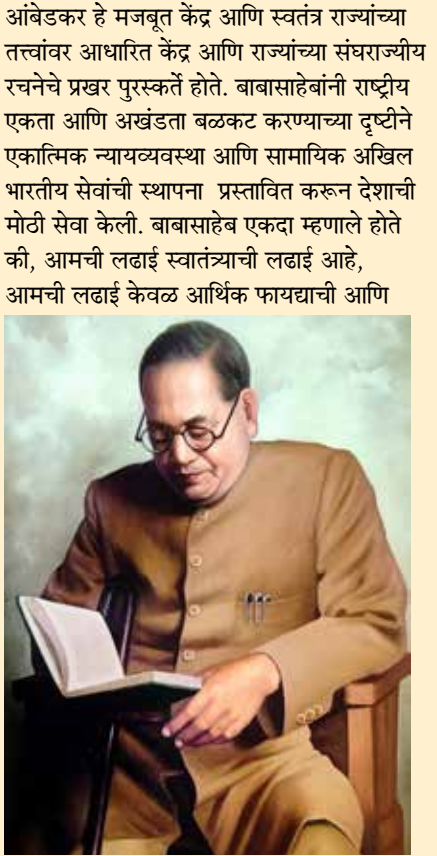 आंबेडकर हे मजबूत केंद्र आणि स्वतंत्र राज्यांच्या
तत्त्वांवर आधारित केंद्र आणि राज्यांच्या संघराज्यीय
रचनेचे प्रखर पुरस्कर्ते होते. बाबासाहेबांनी राष्ट्रीय
एकता आणि अखंडता बळकट करण्याच्या दृष्टीने
एकात्मिक न्यायव्यवस्था आणि सामायिक अखिल
भारतीय सेवांची स्थापना प्रस्तावित करून देशाची
मोठी सेवा केली. बाबासाहेब एकदा म्हणाले होते
की, आमची लढाई स्वातंत्र्याची लढाई आहे,
आमची लढाई केवळ आर्थिक फायद्याची आणि